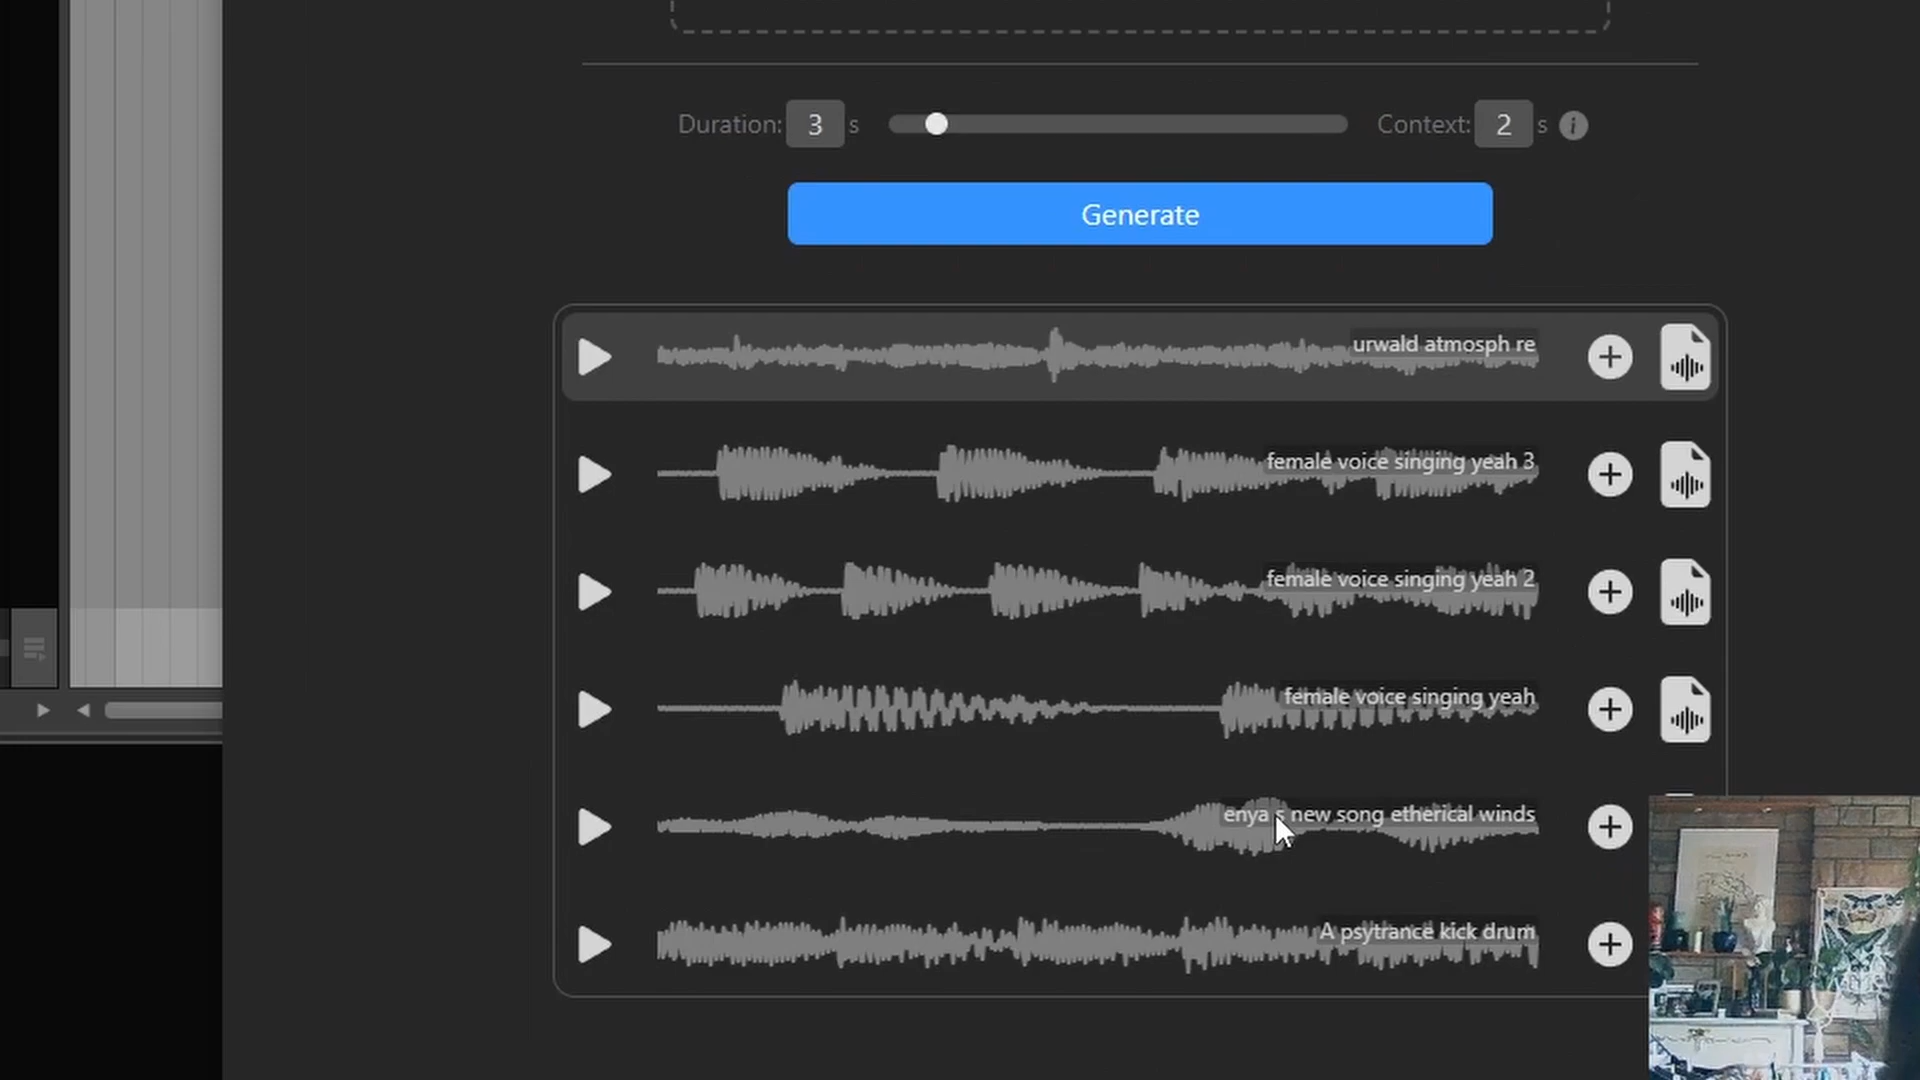 Duration: 3 s Context: 2 s i
Generate
urwald atmosph re
female voice singing yeah 3
female voice singing yeah 2
female voice singing yeah
enya s new song etherical winds
A psytrance kick drum